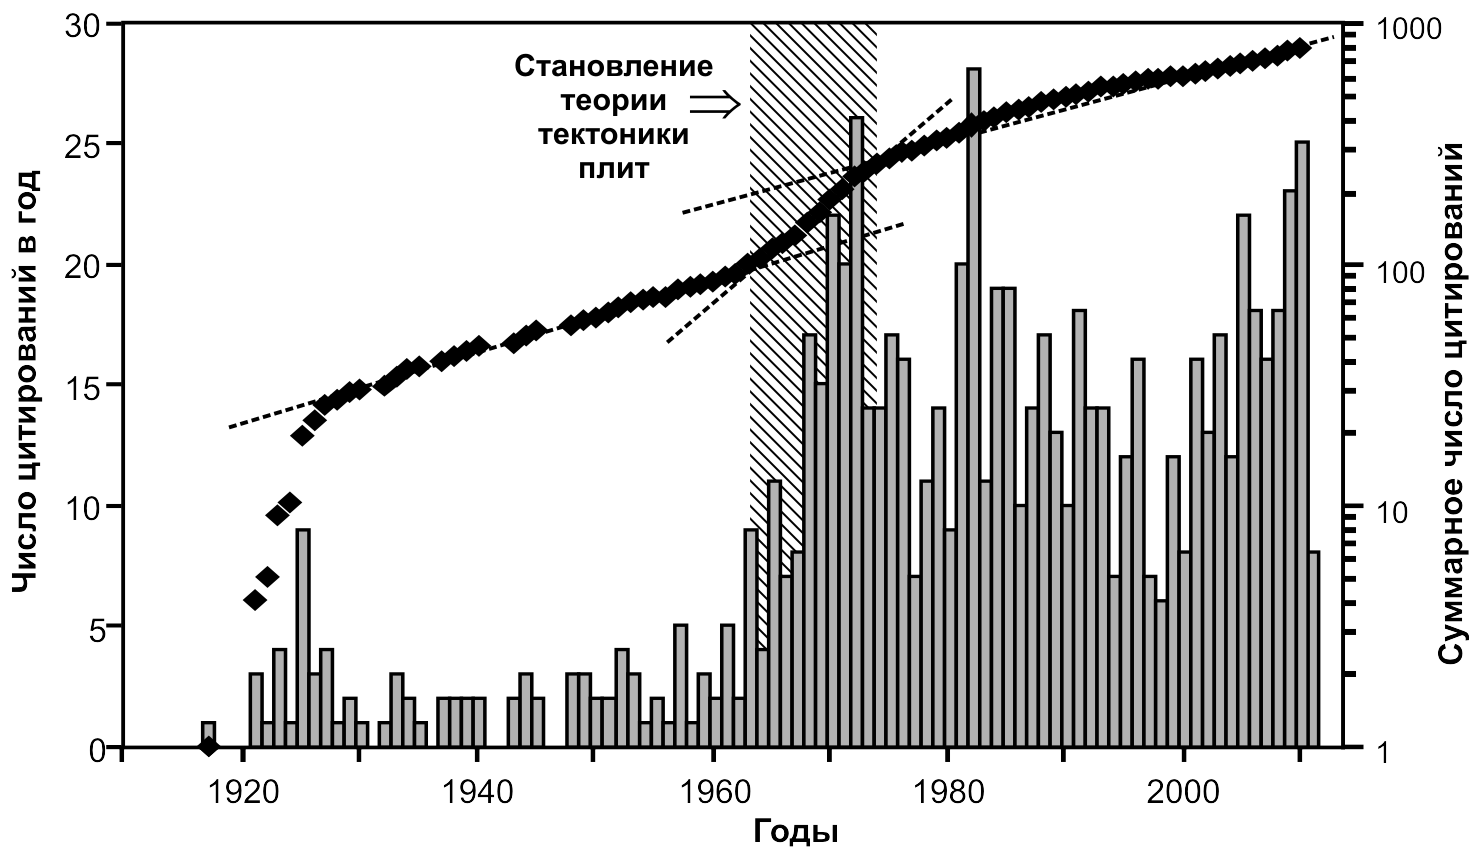 Становление
теории
тектоники
плит
Число цитирований в год
30
25
20
15
10
5
0
1000
100
10
1
Суммарное число цитирований
1920 1940 1960 1980 2000
Годы